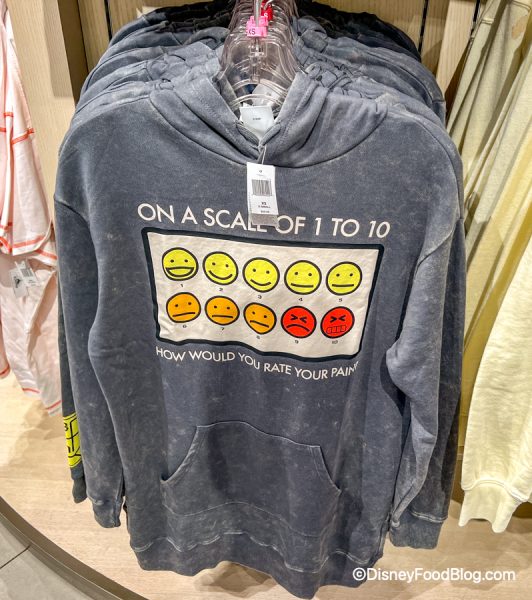 XS
XS
ON A SCALE OF 1 TO 10
1 2 3 4 5
6 7 8 9 10
HOW WOULD YOU RATE YOUR PAIN
©DisneyFoodBlog.com